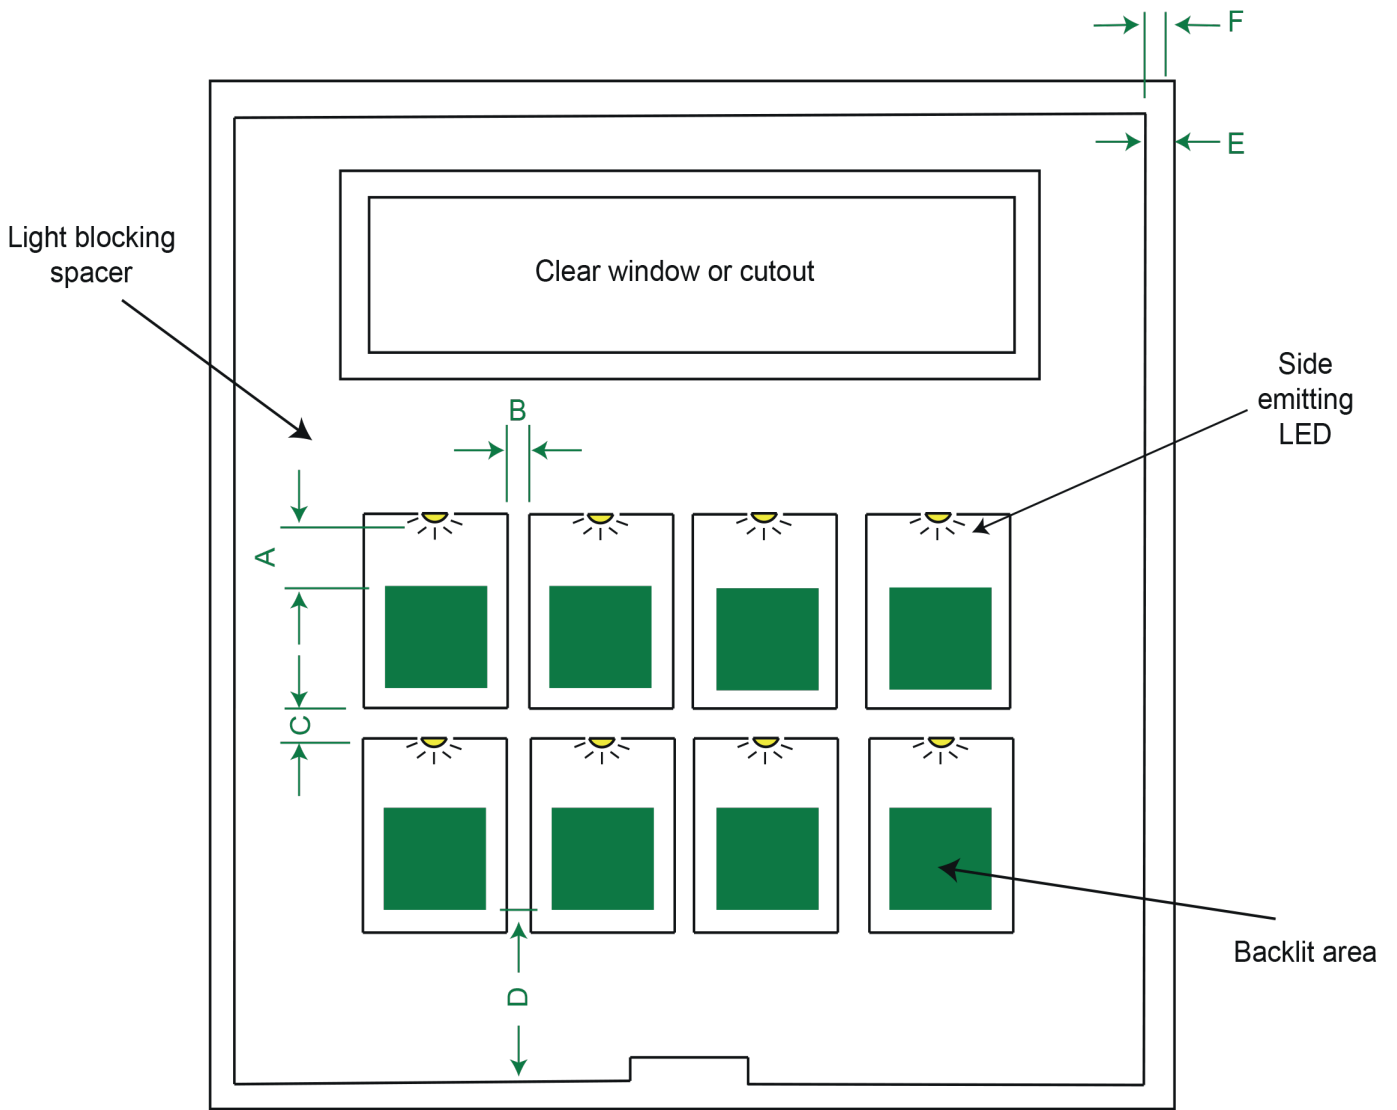 F
E
Light blocking
spacer
Clear window or cutout
Side
emitting
LED
B
A
C
D
Backlit area